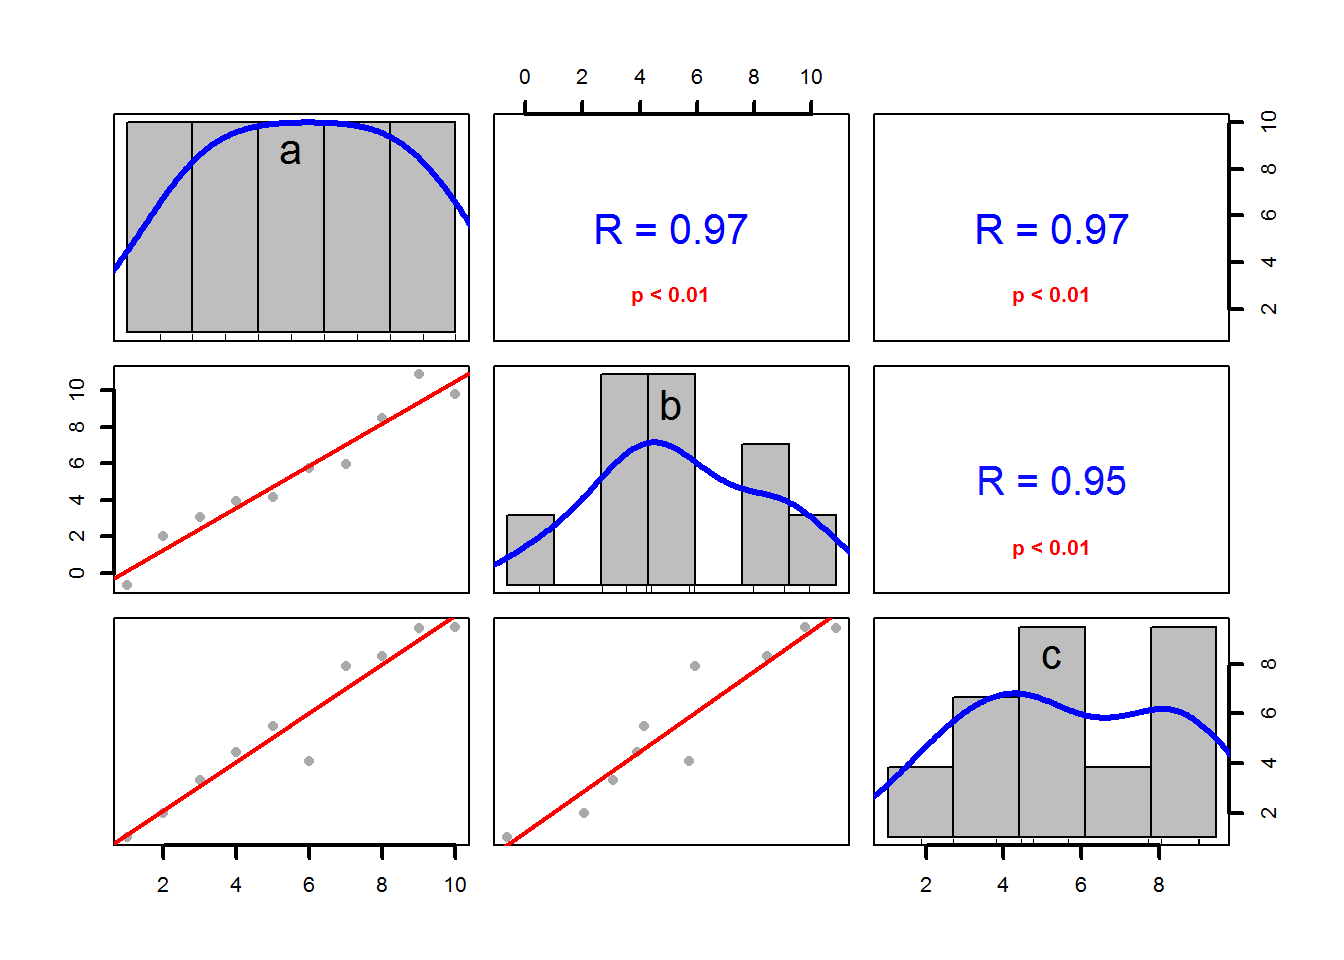 0 2 4 6 8 10
a
R = 0.97
p < 0.01
R = 0.97
p < 0.01
2 4 6 8 10
0 2 4 6 8 10
b
R = 0.95
p < 0.01
c
2 4 6 8
2 4 6 8 10
2 4 6 8